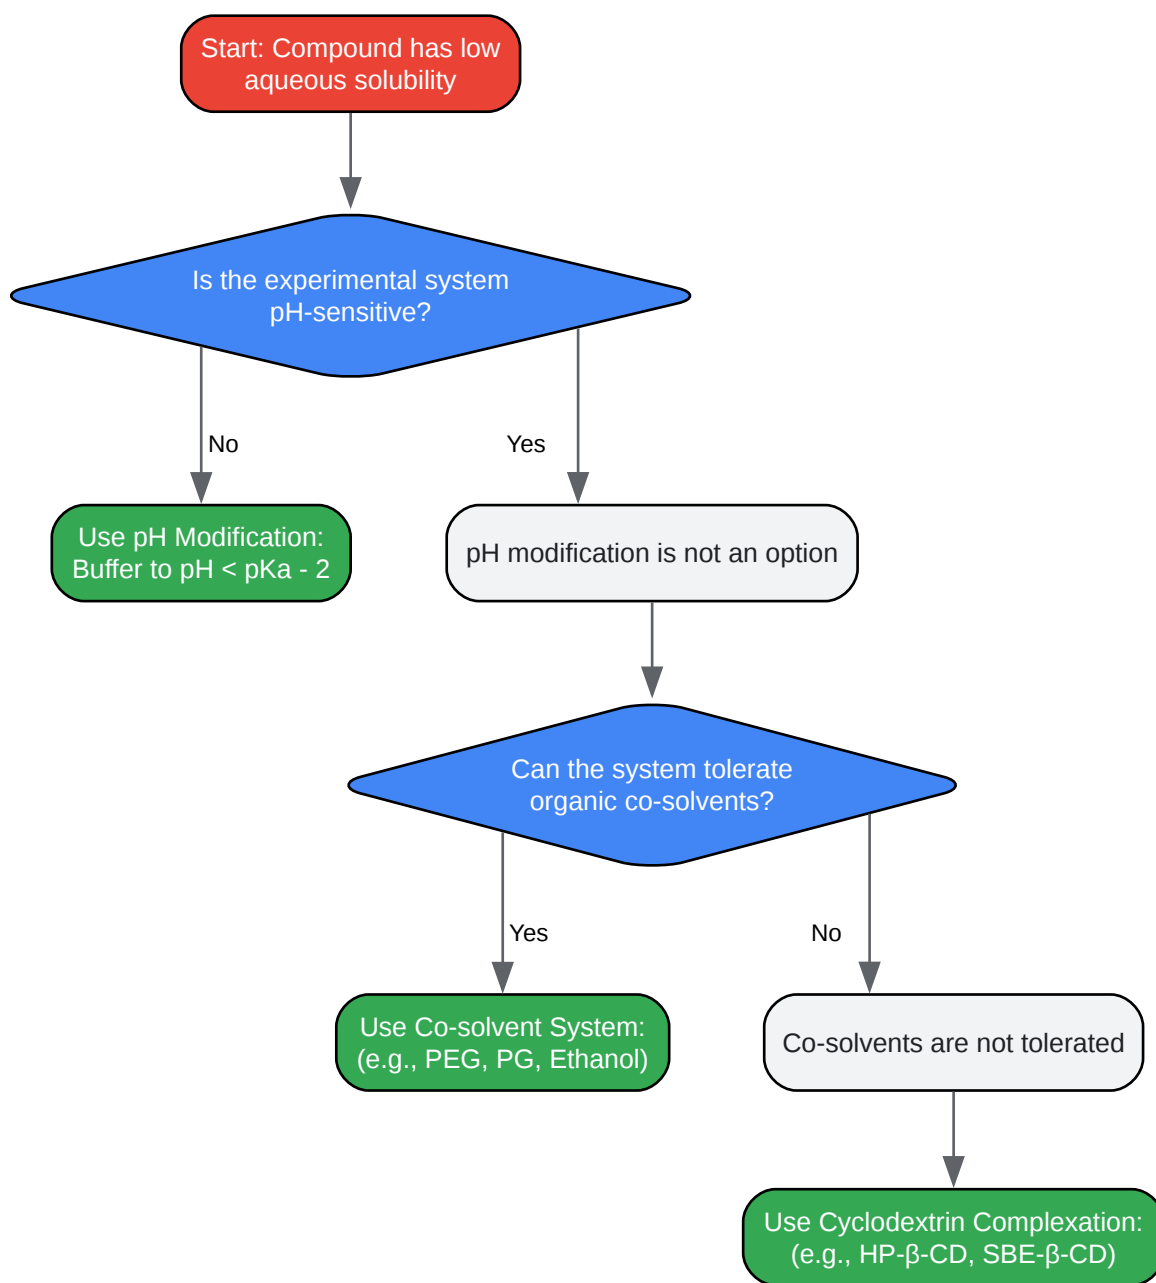 Start: Compound has low
aqueous solubility
Is the experimental system
pH-sensitive?
No
Yes
Use pH Modification:
Buffer to pH < pKa - 2
pH modification is not an option
Can the system tolerate
organic co-solvents?
Yes
No
Use Co-solvent System:
(e.g., PEG, PG, Ethanol)
Co-solvents are not tolerated
Use Cyclodextrin Complexation:
(e.g., HP-β-CD, SBE-β-CD)